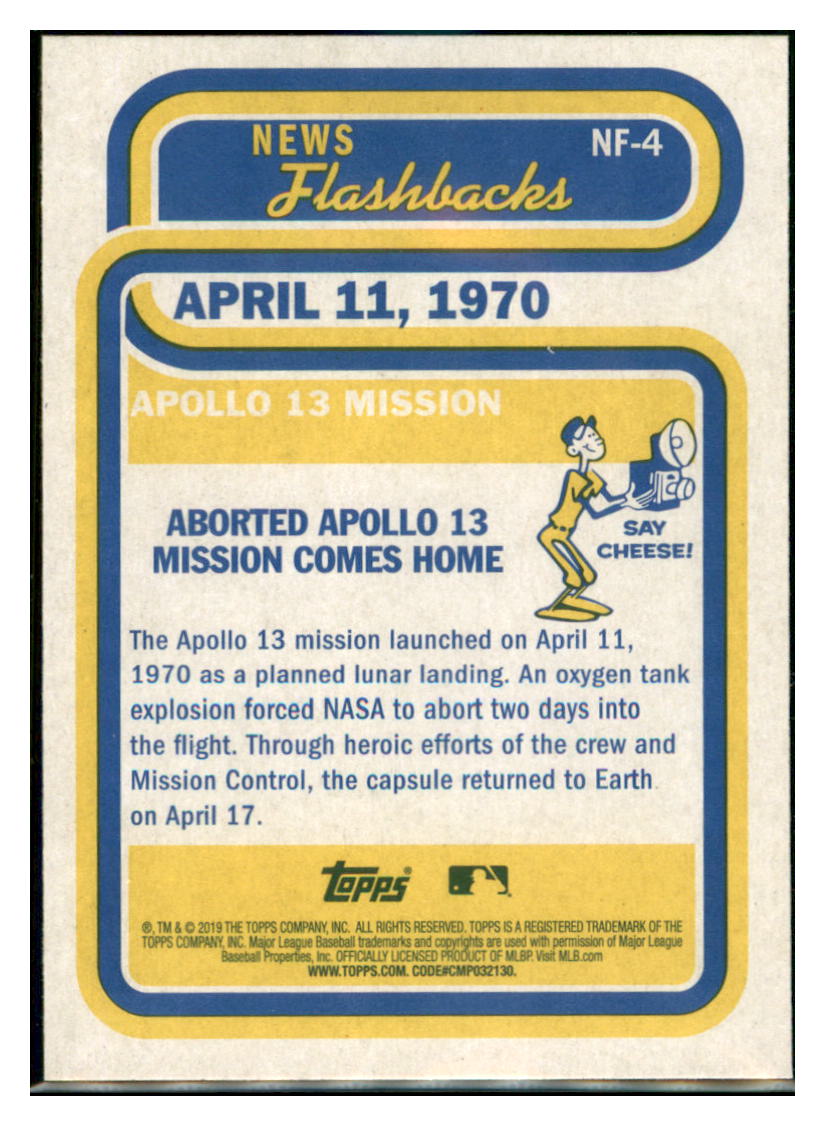 NEWS
NF-4
Flashbacks
APRIL 11, 1970
APOLLO 13 MISSION
ABORTED APOLLO 13
MISSION COMES HOME
SAY
CHEESE!
The Apollo 13 mission launched on April 11,
1970 as a planned lunar landing. An oxygen tank
explosion forced NASA to abort two days into
the flight. Through heroic efforts of the crew and
Mission Control, the capsule returned to Earth
on April 17.
Topps®
®, TM & © 2019 THE TOPPS COMPANY, INC. ALL RIGHTS RESERVED. TOPPS IS A REGISTERED TRADEMARK OF THE
TOPPS COMPANY, INC. Major League Baseball trademarks and copyrights are used with permission of Major League
Baseball Properties, Inc. OFFICIALLY LICENSED PRODUCT OF MLBP. Visit MLB.com
WWW.TOPPS.COM. CODE#CMP032130.